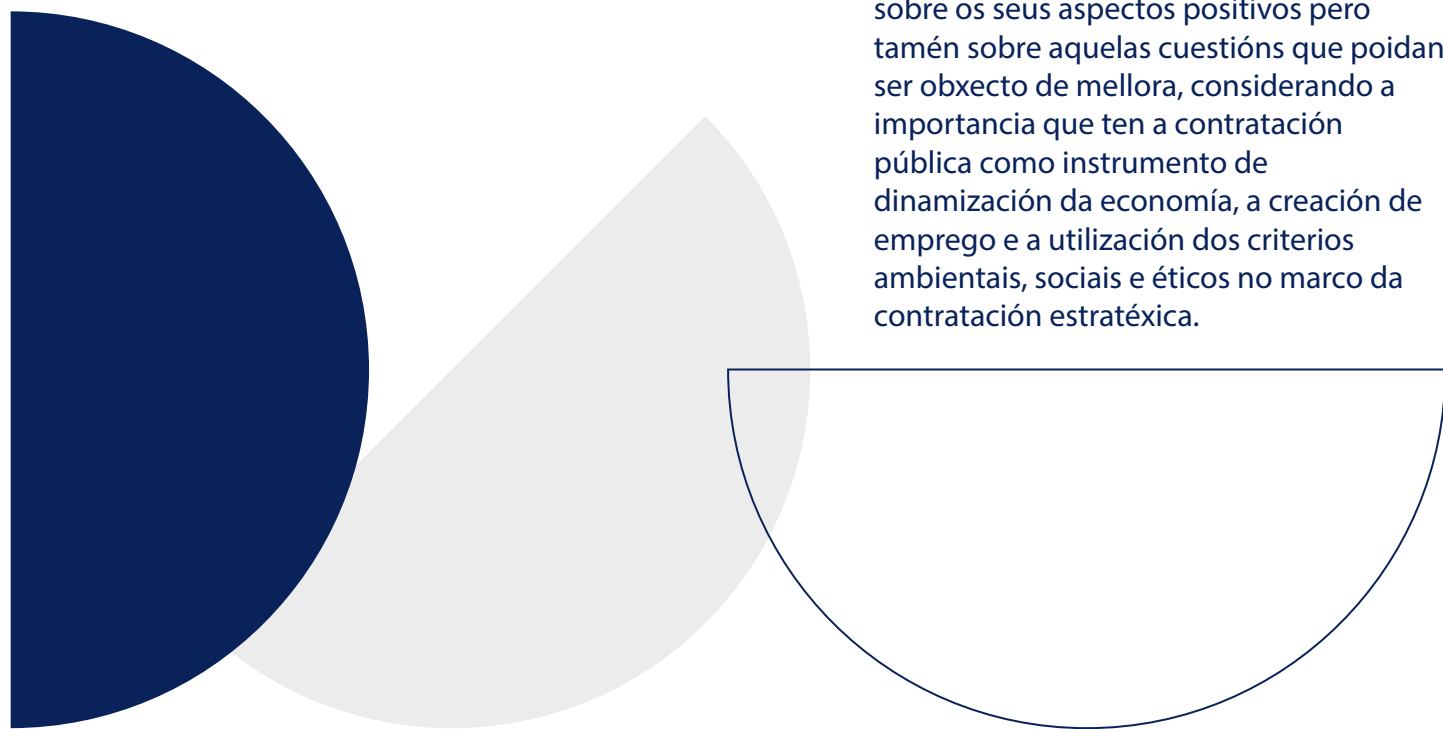 sobre os seus aspectos positivos pero
tamén sobre aquelas cuestións que poidan
ser obxecto de mellora, considerando a
importancia que ten a contratación
pública como instrumento de
dinamización da economía, a creación de
emprego e a utilización dos criterios
ambientais, sociais e éticos no marco da
contratación estratéxica.